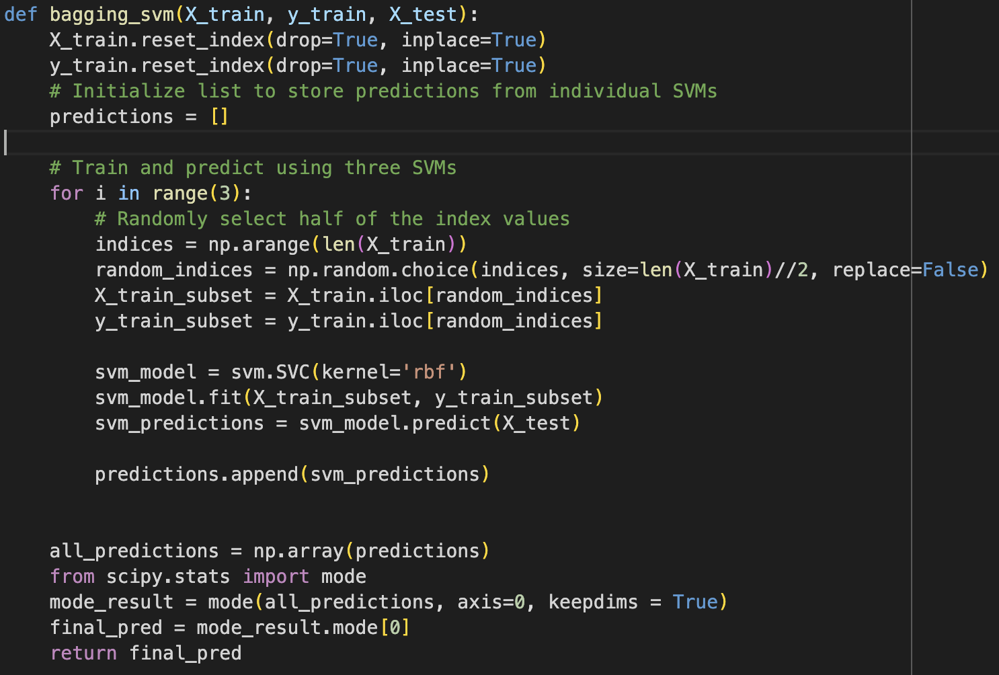 def bagging_svm(X_train, y_train, X_test):
    X_train.reset_index(drop=True, inplace=True)
    y_train.reset_index(drop=True, inplace=True)
    # Initialize list to store predictions from individual SVMs
    predictions = []
    # Train and predict using three SVMs
    for i in range(3):
        # Randomly select half of the index values
        indices = np.arange(len(X_train))
        random_indices = np.random.choice(indices, size=len(X_train)//2, replace=False)
        X_train_subset = X_train.iloc[random_indices]
        y_train_subset = y_train.iloc[random_indices]
        svm_model = svm.SVC(kernel='rbf')
        svm_model.fit(X_train_subset, y_train_subset)
        svm_predictions = svm_model.predict(X_test)
        predictions.append(svm_predictions)
    all_predictions = np.array(predictions)
    from scipy.stats import mode
    mode_result = mode(all_predictions, axis=0, keepdims = True)
    final_pred = mode_result.mode[0]
    return final_pred